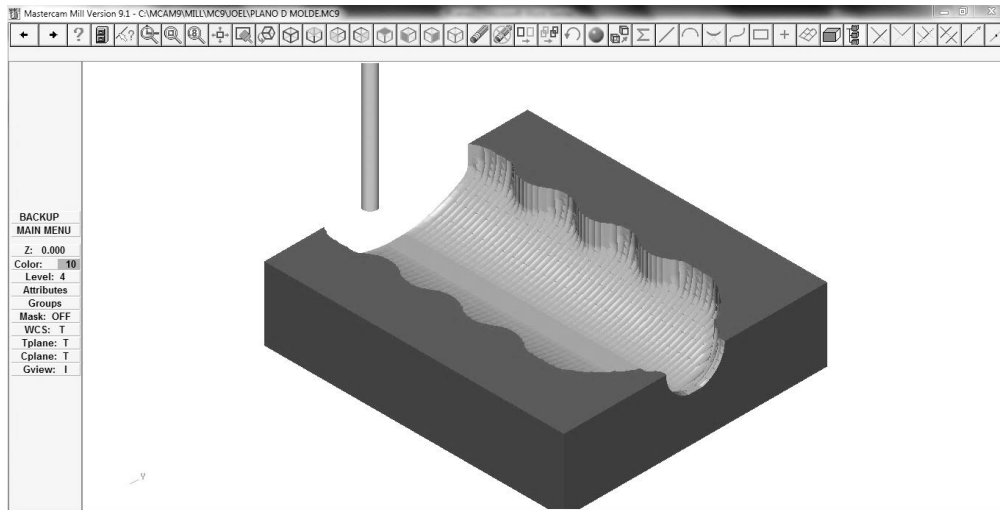 Mastercam Mill Version 9.1 - C:\MCAM9\MILL\MC9\JOEL\PLANO D MOLDE.MC9
BACKUP
MAIN MENU
Z: 0.000
Color: 10
Level: 4
Attributes
Groups
Mask: OFF
WCS: T
Tplane: T
Cplane: T
Gview: I
Y